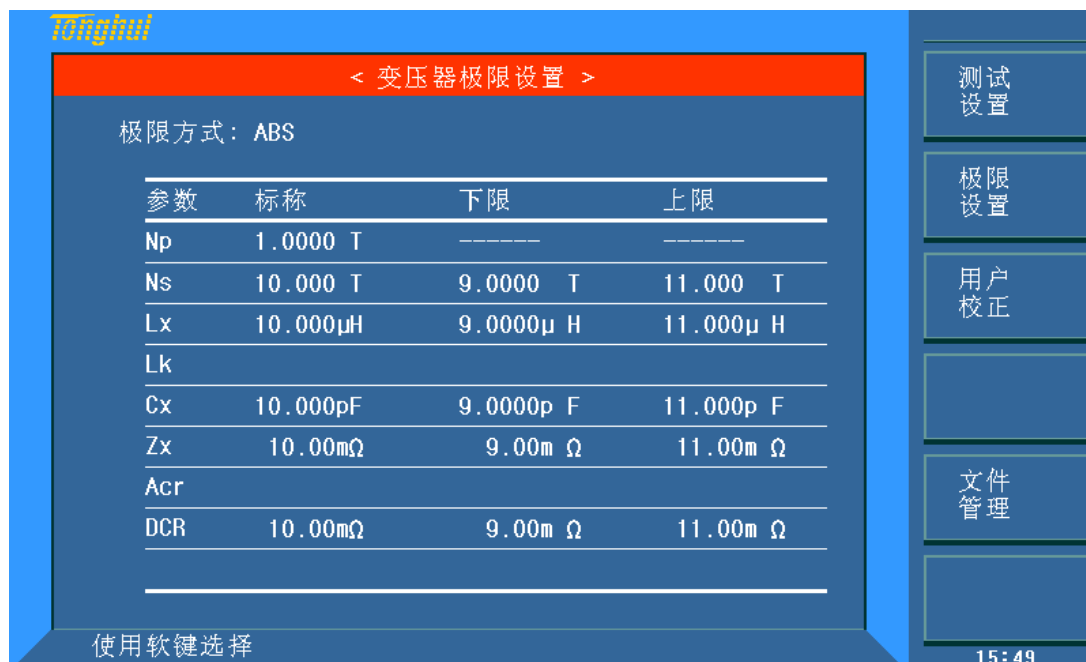 Tonghui
< 变压器极限设置 >
极限方式: ABS
参数 标称 下限 上限
Np 1.0000 T ------ ------
Ns 10.000 T 9.0000 T 11.000 T
Lx 10.000μH 9.0000μ H 11.000μ H
Lk
Cx 10.000pF 9.0000p F 11.000p F
Zx 10.00mΩ 9.00m Ω 11.00m Ω
Acr
DCR 10.00mΩ 9.00m Ω 11.00m Ω
使用软键选择
测试
设置
极限
设置
用户
校正
文件
管理
15:49